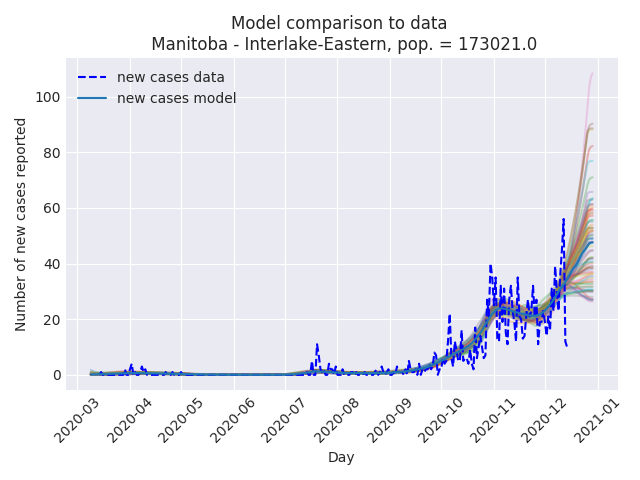 Model comparison to data
Manitoba - Interlake-Eastern, pop. = 173021.0
new cases data
new cases model
Number of new cases reported
100
80
60
40
20
0
2020-03
2020-04
2020-05
2020-06
2020-07
2020-08
2020-09
2020-10
2020-11
2020-12
2021-01
Day